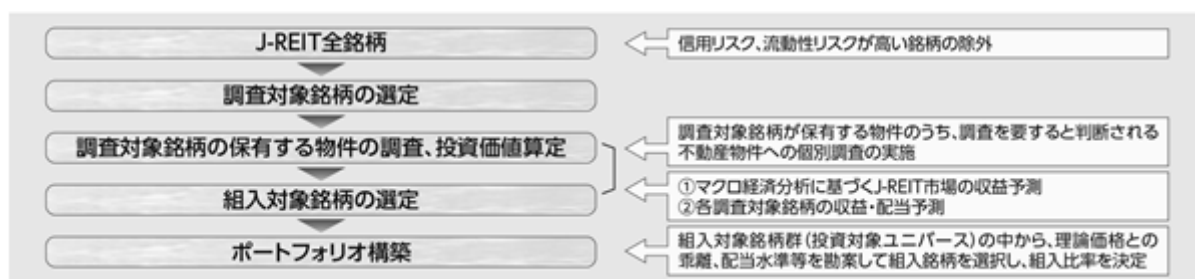 J-REIT全銘柄
信用リスク、流動性リスクが高い銘柄の除外
調査対象銘柄の選定
調査対象銘柄の保有する物件の調査、投資価値算定
調査対象銘柄が保有する物件のうち、調査を要すると判断される
不動産物件への個別調査の実施
組入対象銘柄の選定
①マクロ経済分析に基づくJ-REIT市場の収益予測
②各調査対象銘柄の収益・配当予測
ポートフォリオ構築
組入対象銘柄群(投資対象ユニバース)の中から、理論価格との
乖離、配当水準等を勘案して組入銘柄を選択し、組入比率を決定